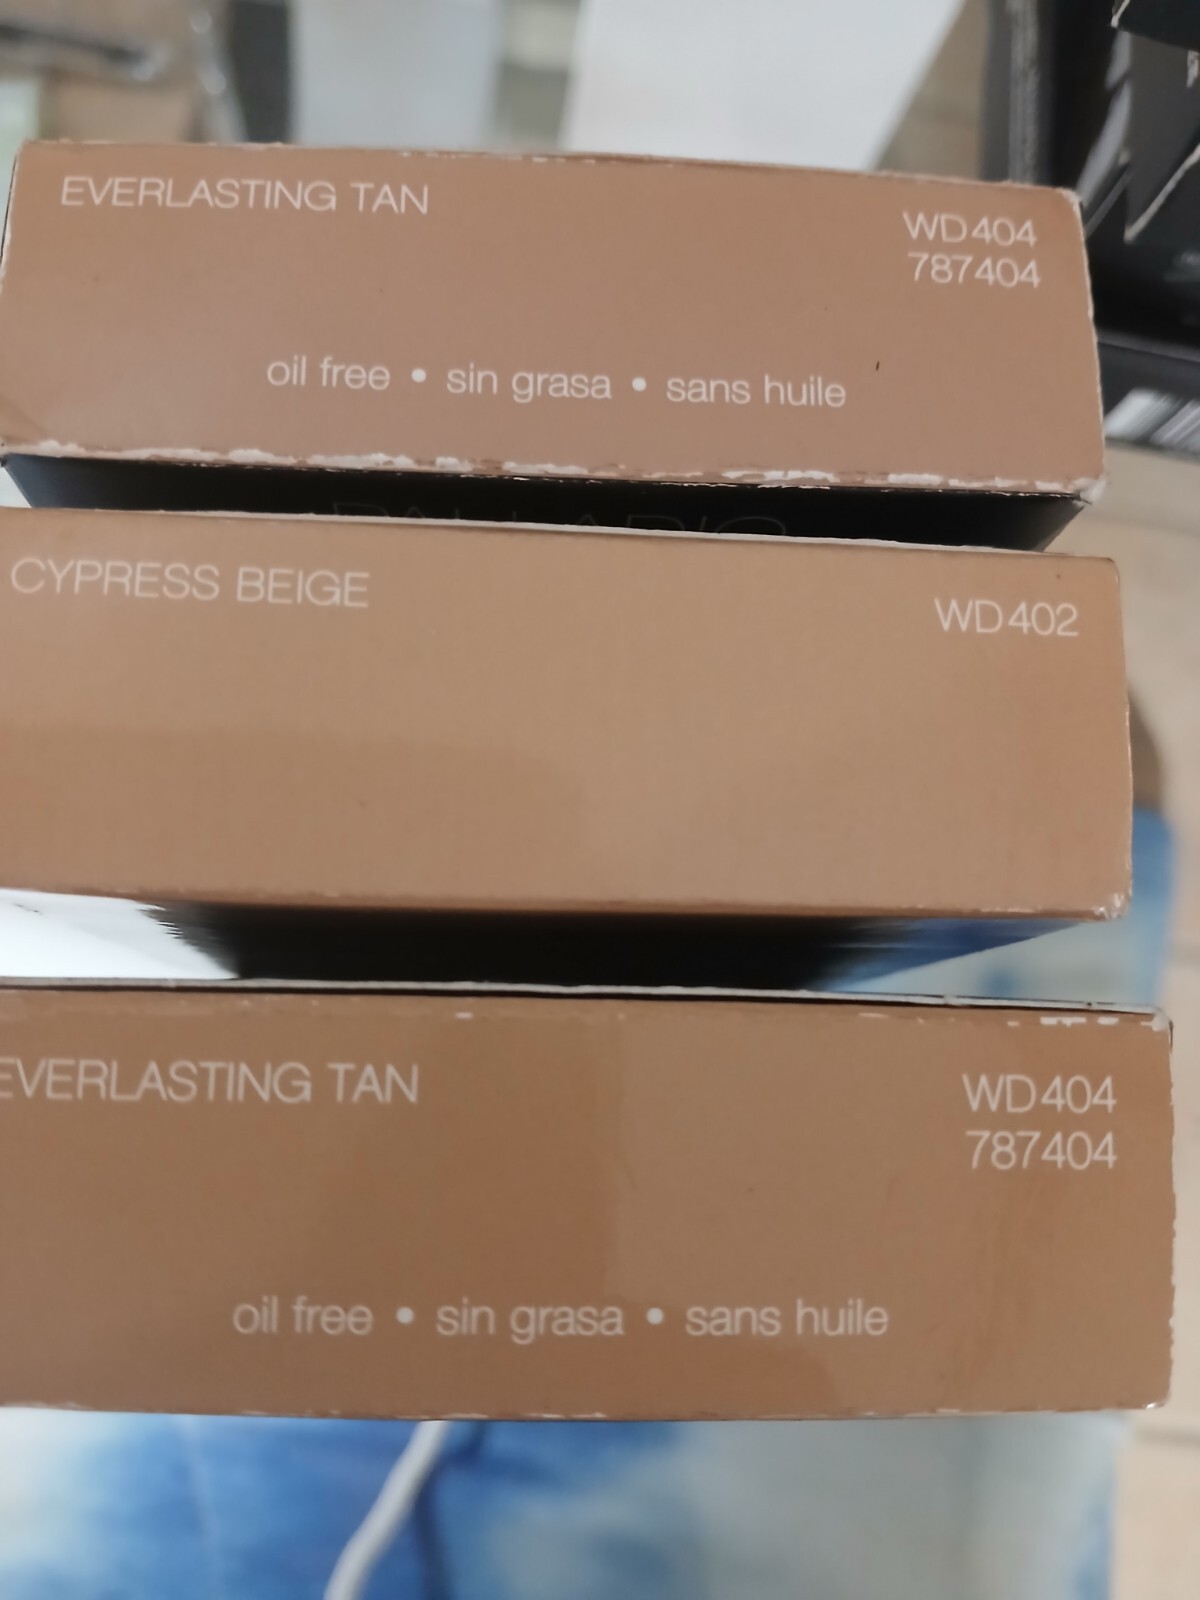 EVERLASTING TAN
WD404
787404
oil free • sin grasa • sans huile
PALLADIO
CYPRESS BEIGE
WD402
EVERLASTING TAN
WD404
787404
oil free • sin grasa • sans huile